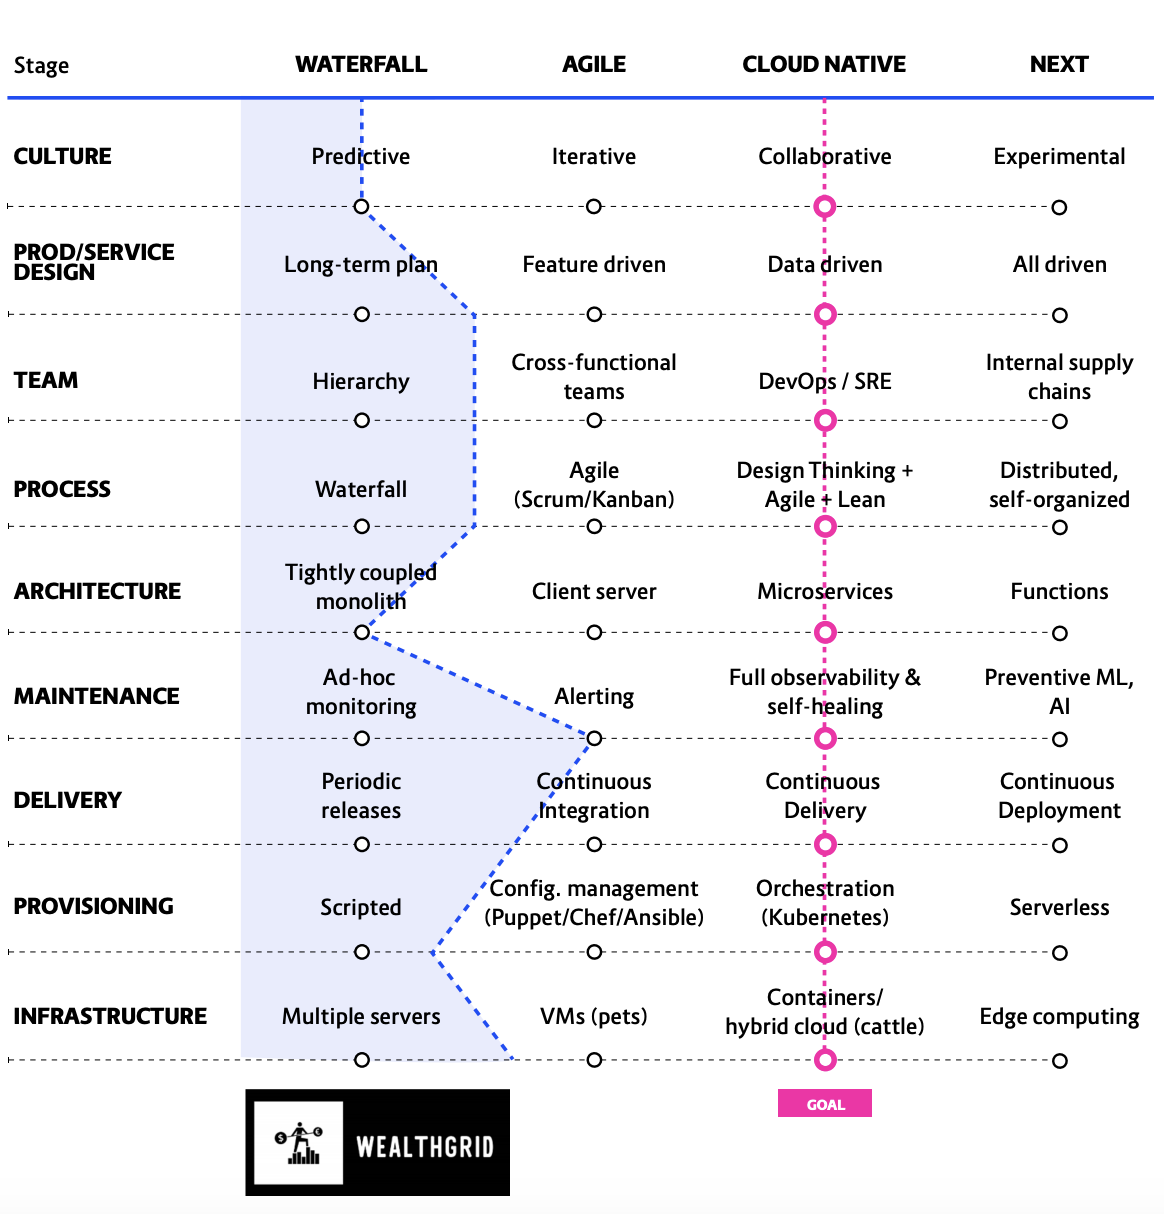 Stage WATERFALL AGILE CLOUD NATIVE NEXT
CULTURE Predictive Iterative Collaborative Experimental
PROD/SERVICE
DESIGN
Long-term plan Feature driven Data driven All driven
TEAM
Hierarchy
Cross-functional
teams
DevOps / SRE
Internal supply
chains
PROCESS
Waterfall
Agile
(Scrum/Kanban)
Design Thinking +
Agile + Lean
Distributed,
self-organized
ARCHITECTURE
Tightly coupled
monolith
Client server
Microservices
Functions
MAINTENANCE
Ad-hoc
monitoring
Alerting
Full observability &
self-healing
Preventive ML,
AI
DELIVERY
Periodic
releases
Continuous
Integration
Continuous
Delivery
Continuous
Deployment
PROVISIONING
Scripted
Config. management
(Puppet/Chef/Ansible)
Orchestration
(Kubernetes)
Serverless
INFRASTRUCTURE
Multiple servers
VMs (pets)
Containers/
hybrid cloud (cattle)
Edge computing
GOAL
$ €
WEALTHGRID